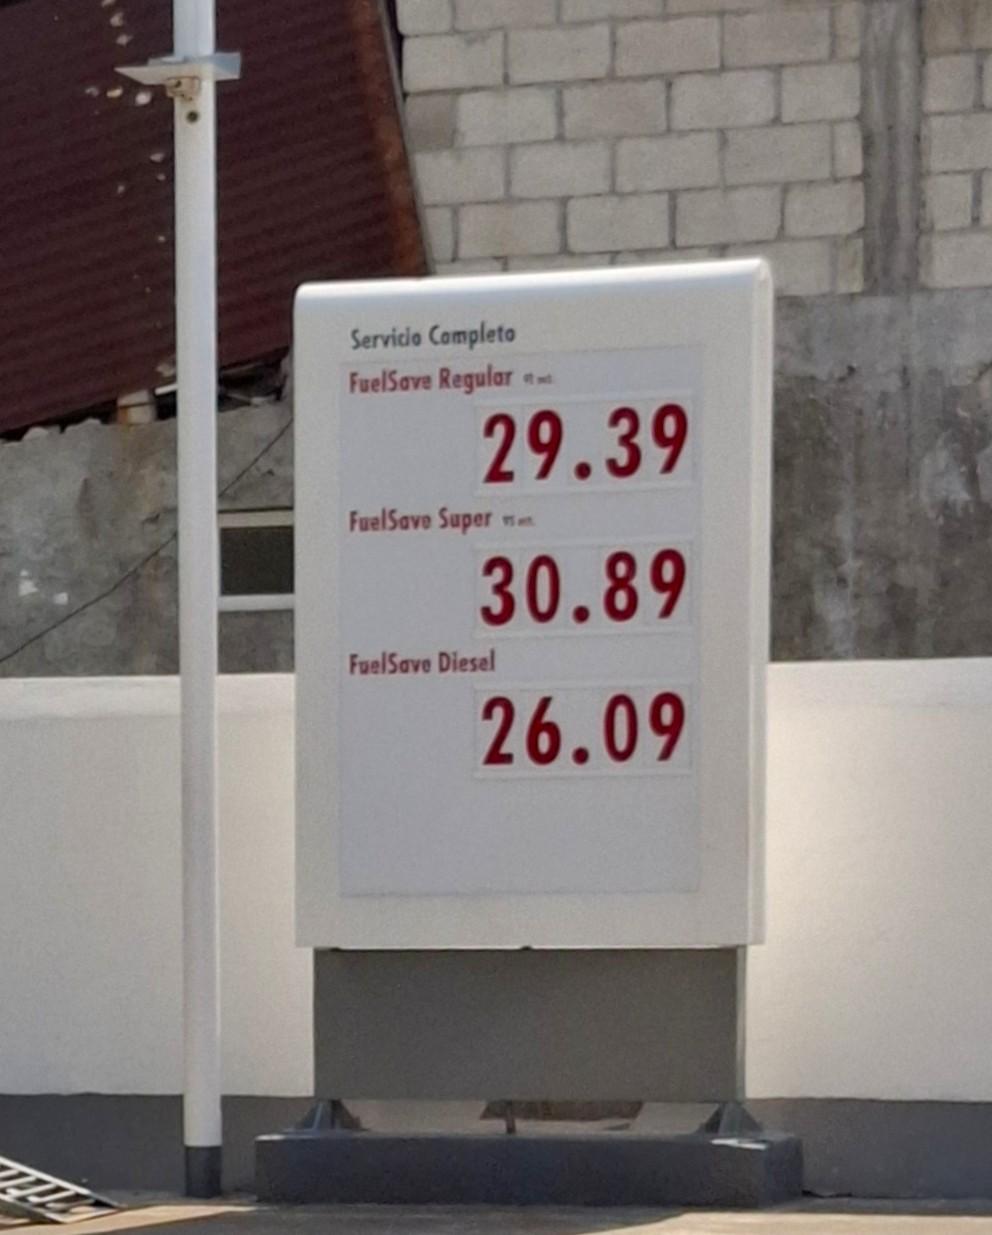 Servicio Completo
FuelSave Regular
29.39
FuelSave Super
30.89
FuelSave Diesel
26.09